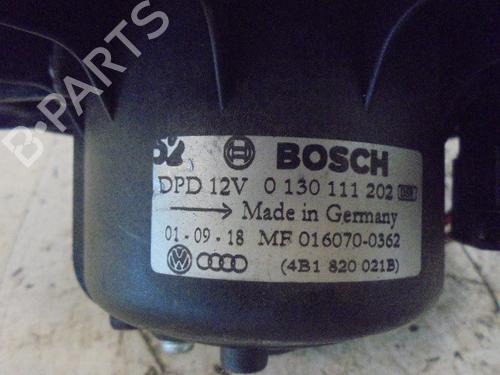 B-PARTS
52 BOSCH
DPD 12V 0 130 111 202
Made in Germany
01-09-18 MF 016070-0362
(4B1 820 021B)